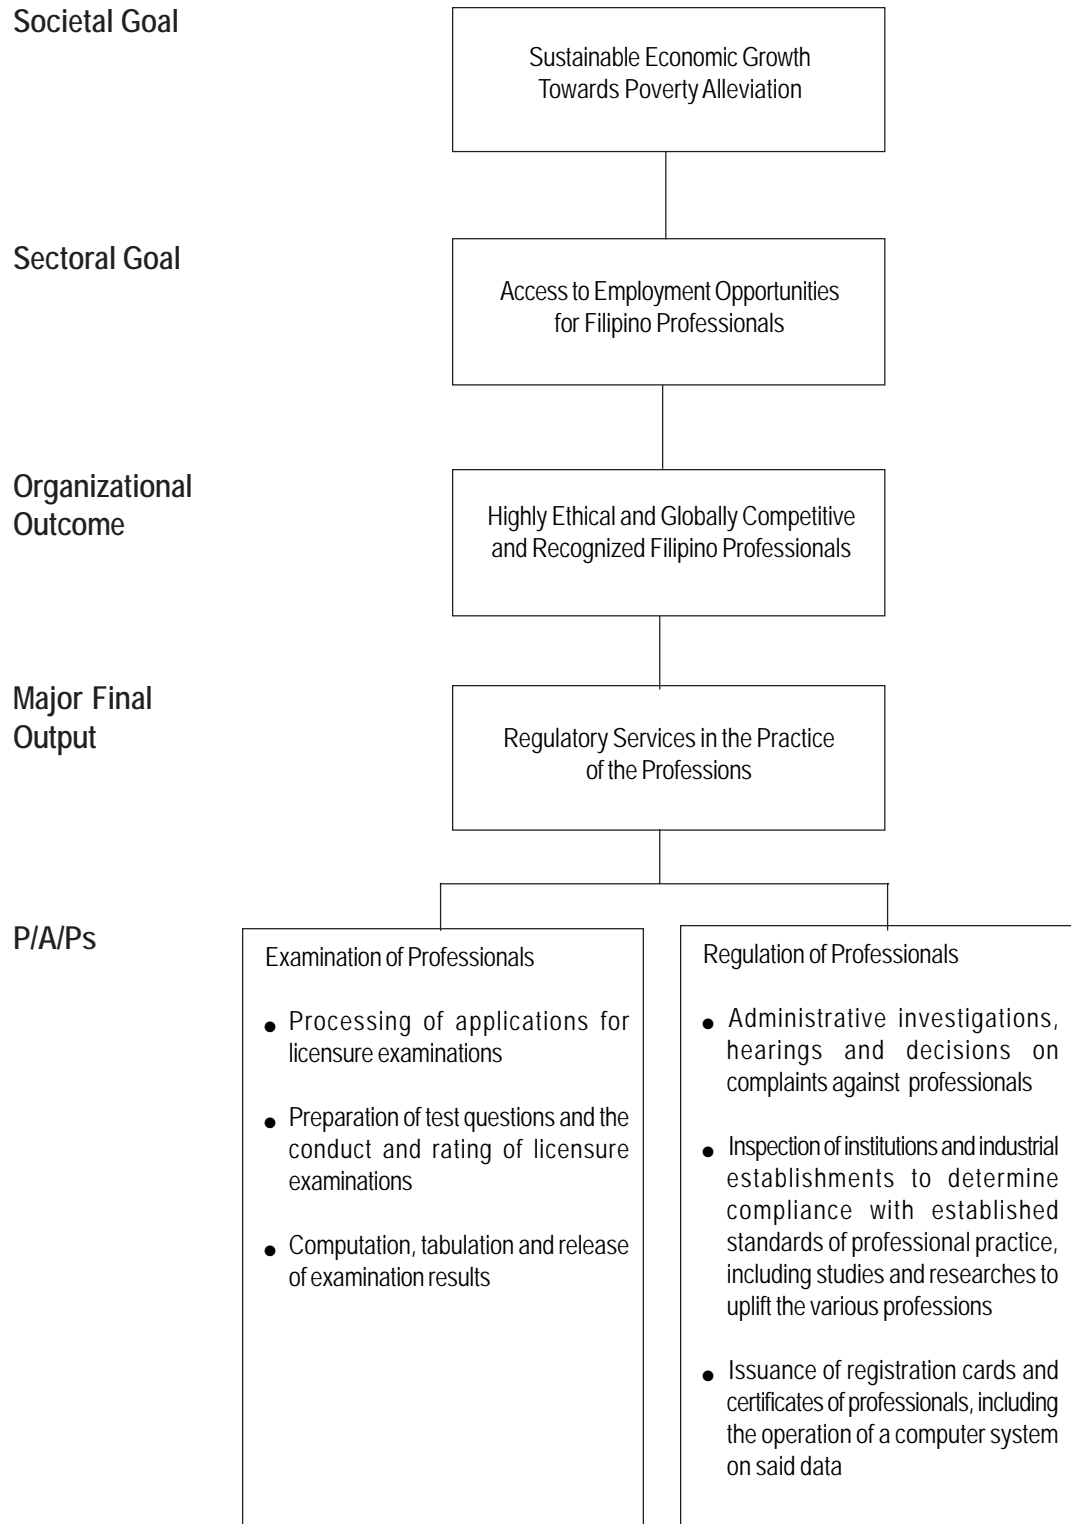 Societal Goal
Sustainable Economic Growth
Towards Poverty Alleviation
Sectoral Goal
Access to Employment Opportunities
for Filipino Professionals
Organizational
Outcome
Highly Ethical and Globally Competitive
and Recognized Filipino Professionals
Major Final
Output
Regulatory Services in the Practice
of the Professions
P/A/Ps
Examination of Professionals
● Processing of applications for
licensure examinations
● Preparation of test questions and the
conduct and rating of licensure
examinations
● Computation, tabulation and release
of examination results
Regulation of Professionals
● Administrative investigations,
hearings and decisions on
complaints against professionals
● Inspection of institutions and industrial
establishments to determine
compliance with established
standards of professional practice,
including studies and researches to
uplift the various professions
● Issuance of registration cards and
certificates of professionals, including
the operation of a computer system
on said data